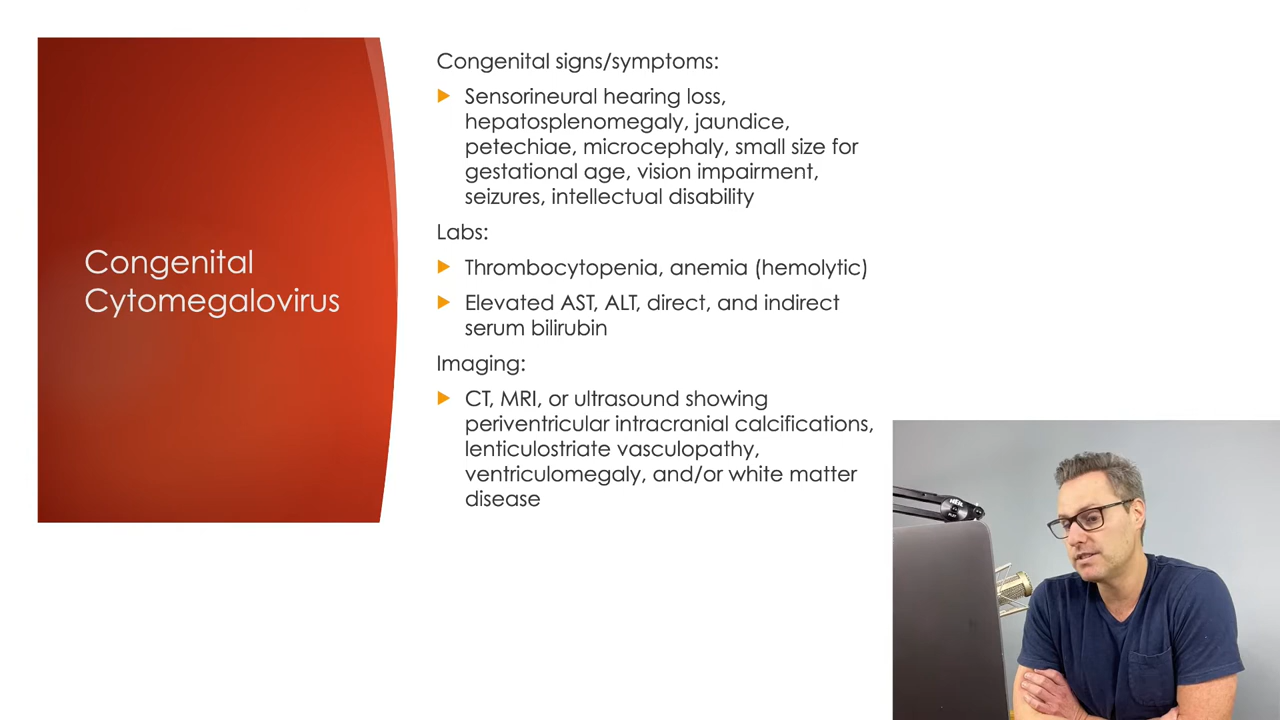 Congenital
Cytomegalovirus
Congenital signs/symptoms:
Sensorineural hearing loss,
hepatosplenomegaly, jaundice,
petechiae, microcephaly, small size for
gestational age, vision impairment,
seizures, intellectual disability
Labs:
Thrombocytopenia, anemia (hemolytic)
Elevated AST, ALT, direct, and indirect
serum bilirubin
Imaging:
CT, MRI, or ultrasound showing
periventricular intracranial calcifications,
lenticulostriate vasculopathy,
ventriculomegaly, and/or white matter
disease